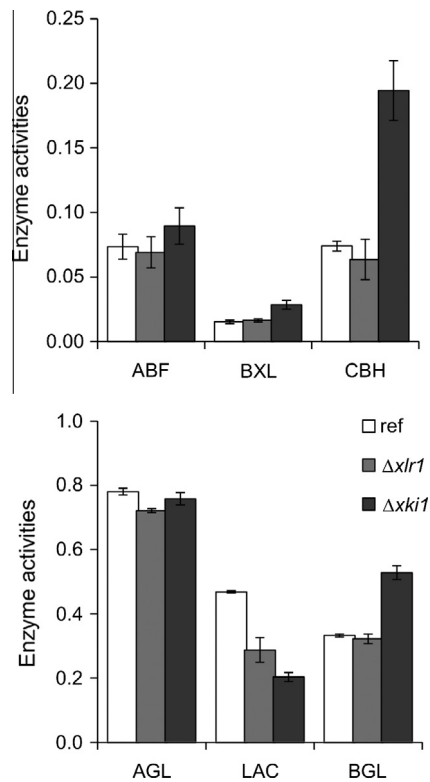 0.25
0.20
0.15
0.10
0.05
0.00
Enzyme activities
ABF BXL CBH
1.0
0.8
0.6
0.4
0.2
0.0
Enzyme activities
ref
Δxlr1
Δxki1
AGL LAC BGL